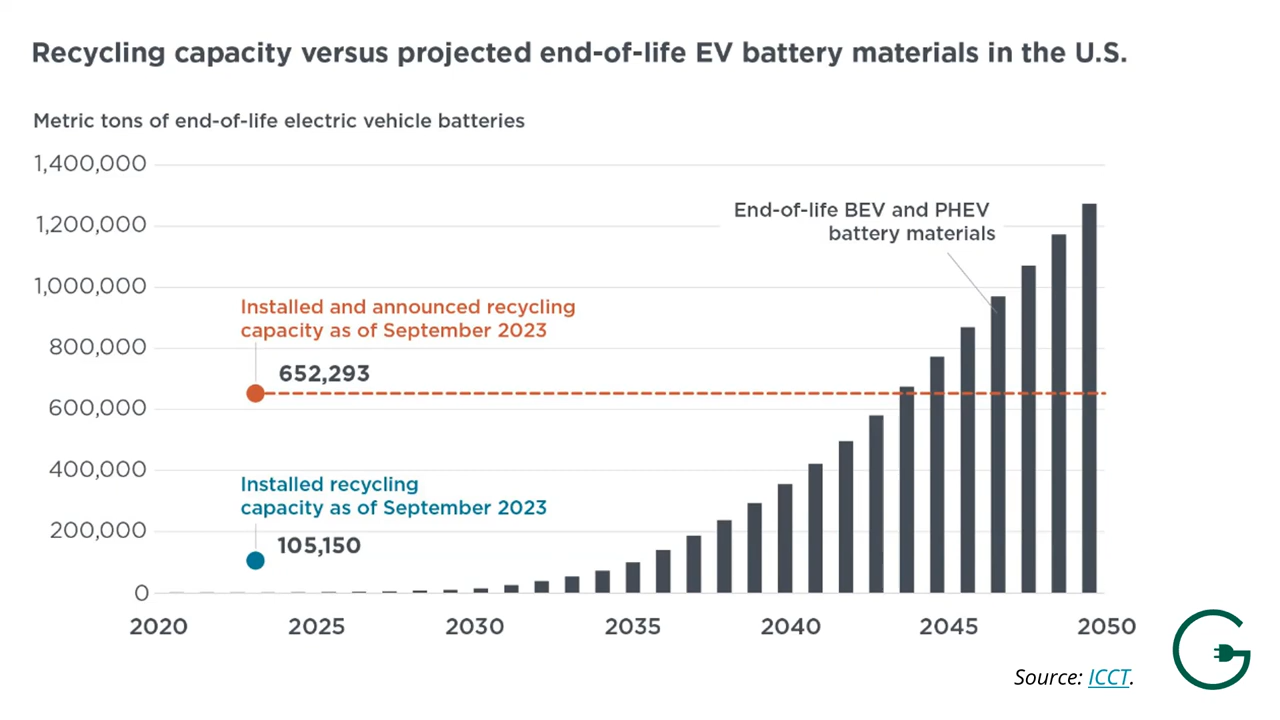 Recycling capacity versus projected end-of-life EV battery materials in the U.S.
Metric tons of end-of-life electric vehicle batteries
1,400,000
End-of-life BEV and PHEV
battery materials
1,200,000
1,000,000
Installed and announced recycling
capacity as of September 2023
800,000
652,293
600,000
400,000
Installed recycling
capacity as of September 2023
200,000
105,150
0
2020 2025 2030 2035 2040 2045 2050
Source: ICCT.